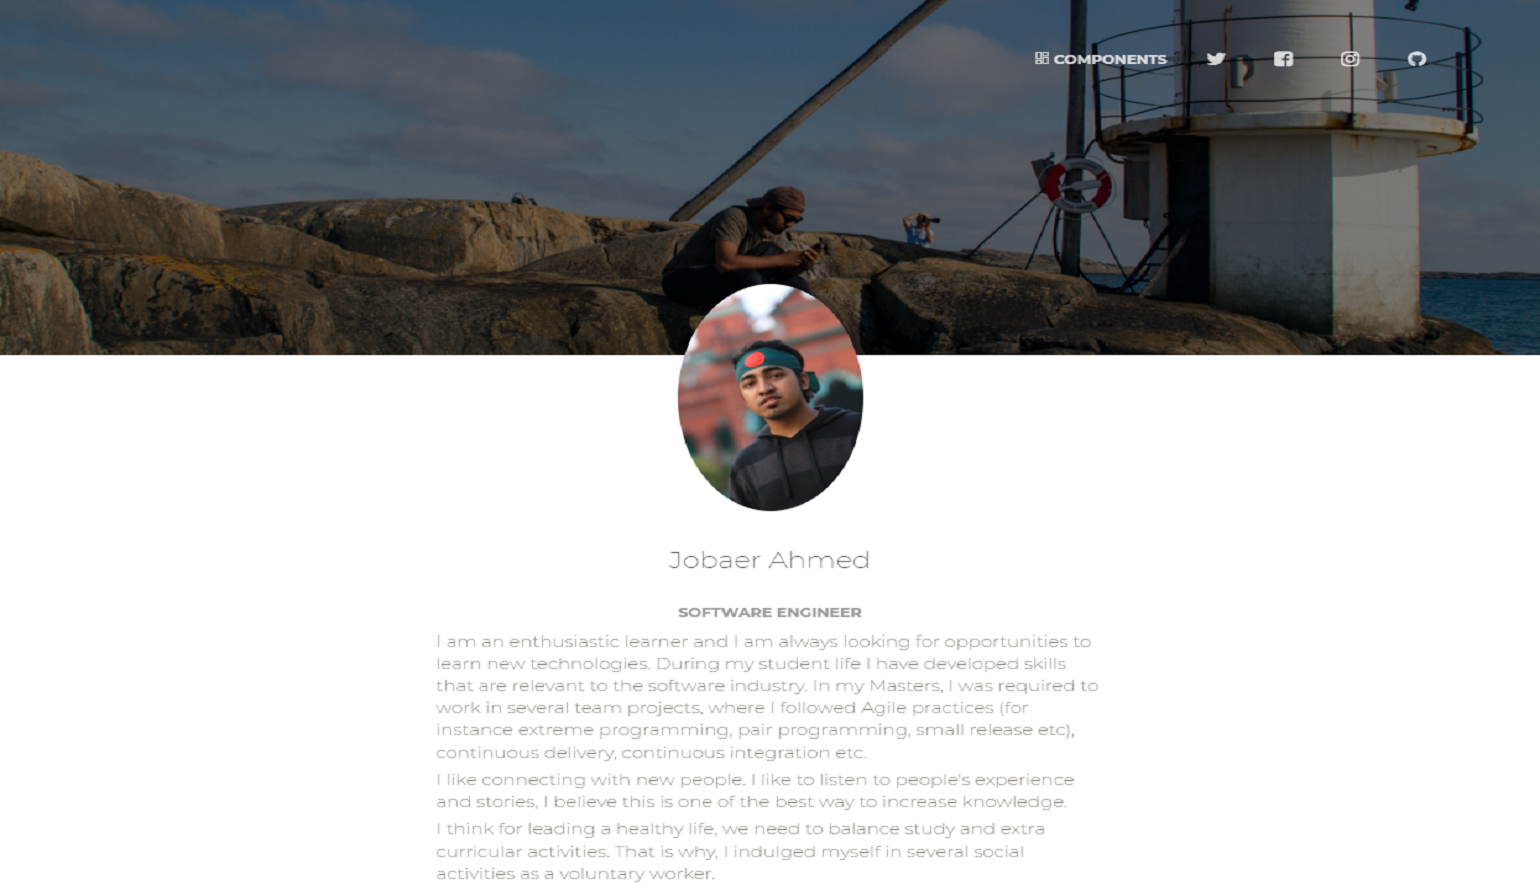 COMPONENTS
Jobaer Ahmed
SOFTWARE ENGINEER
I am an enthusiastic learner and I am always looking for opportunities to
learn new technologies. During my student life I have developed skills
that are relevant to the software industry. In my Masters, I was required to
work in several team projects, where I followed Agile practices (for
instance extreme programming, pair programming, small release etc),
continuous delivery, continuous integration etc.
I like connecting with new people. I like to listen to people's experience
and stories, I believe this is one of the best way to increase knowledge.
I think for leading a healthy life, we need to balance study and extra
curricular activities. That is why, I indulged myself in several social
activities as a voluntary worker.